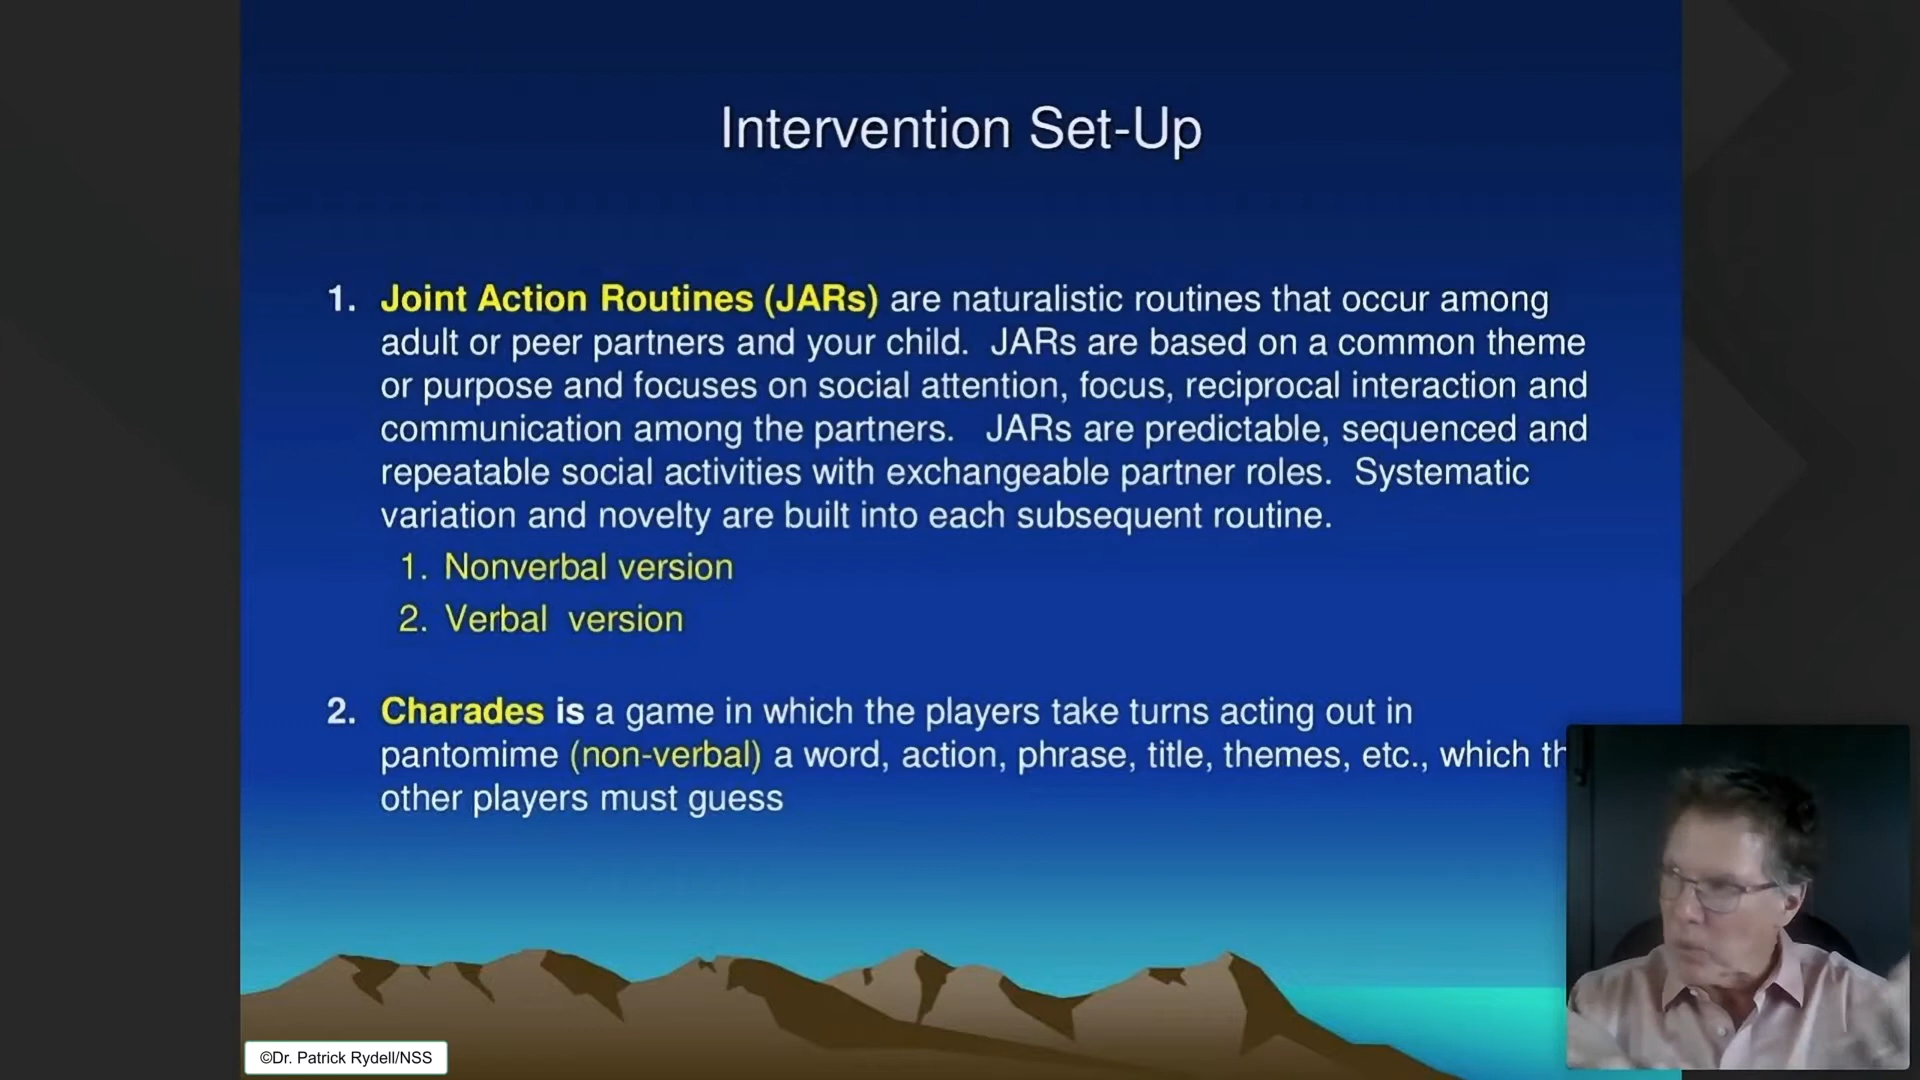 Intervention Set-Up
1. Joint Action Routines (JARs) are naturalistic routines that occur among
adult or peer partners and your child. JARs are based on a common theme
or purpose and focuses on social attention, focus, reciprocal interaction and
communication among the partners. JARs are predictable, sequenced and
repeatable social activities with exchangeable partner roles. Systematic
variation and novelty are built into each subsequent routine.
1. Nonverbal version
2. Verbal version
2. Charades is a game in which the players take turns acting out in
pantomime (non-verbal) a word, action, phrase, title, themes, etc., which
other players must guess
©Dr. Patrick Rydell/NSS